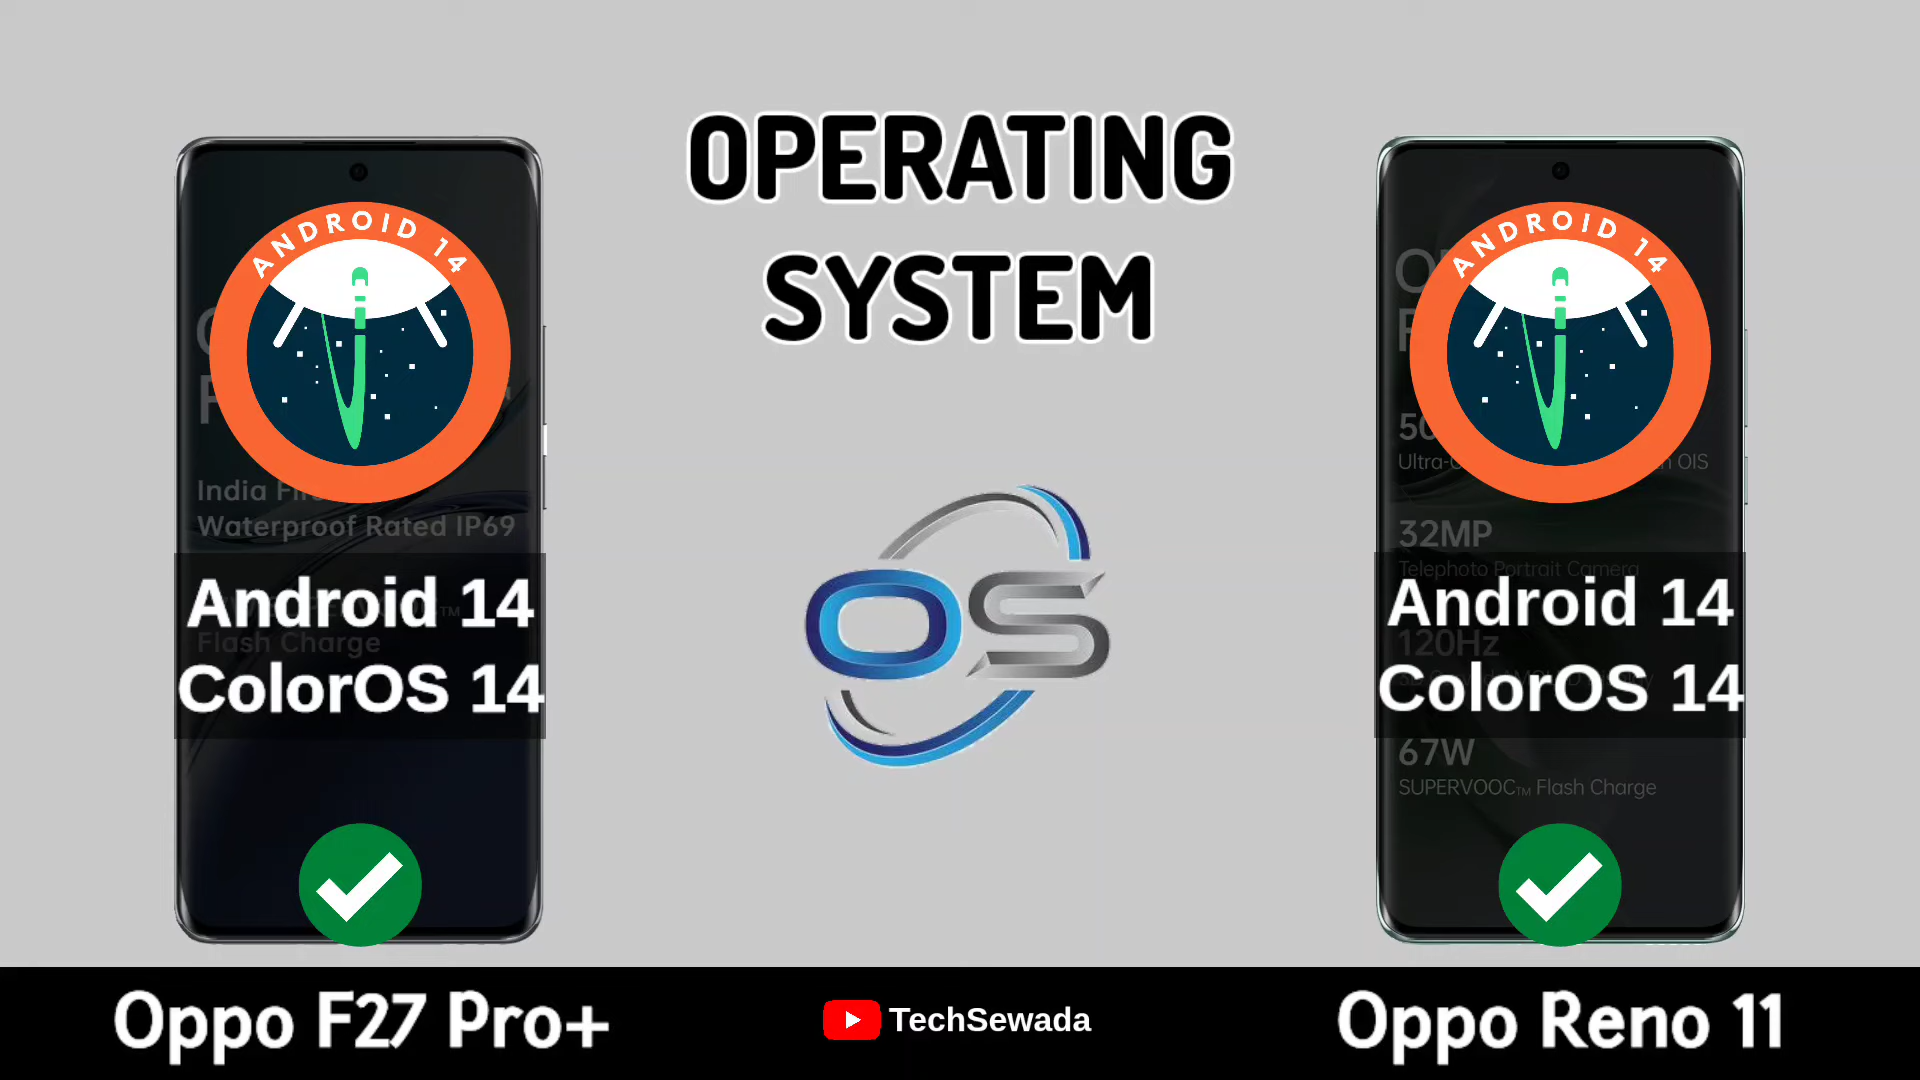 OPERATING
SYSTEM
ANDROID 14
India Fir
Waterproof Rated IP69
Android 14
Flash Charge
ColorOS 14
OS
ANDROID 14
50
Ultra-C
OIS
32MP
Telephoto Portrait Camera
Android 14
120Hz
ColorOS 14
67W
SUPERVOOC™ Flash Charge
Oppo F27 Pro+
TechSewada
Oppo Reno 11